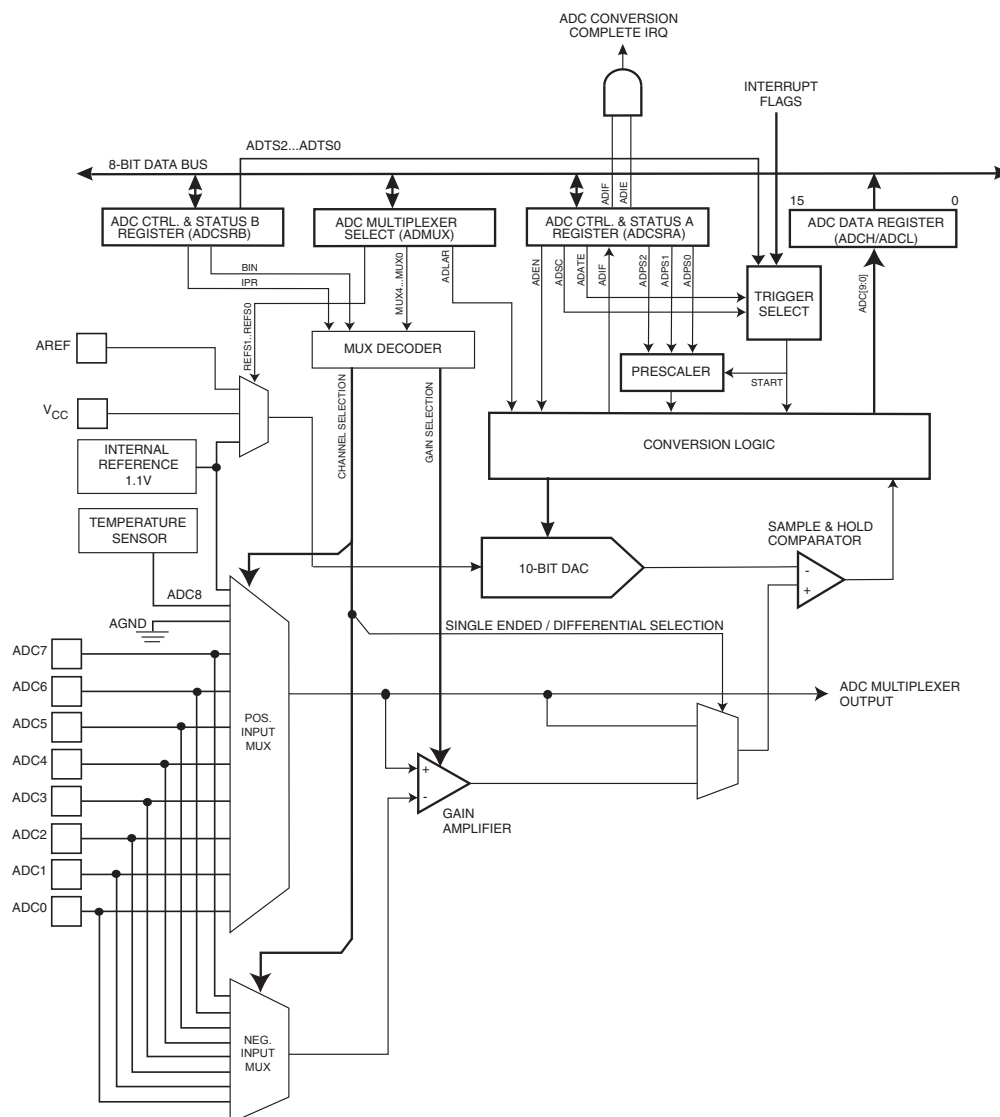 ADC CONVERSION
COMPLETE IRQ
INTERRUPT
FLAGS
ADTS2...ADTS0
8-BIT DATA BUS
ADIF
ADIE
15
0
ADC CTRL. & STATUS B
REGISTER (ADCSRB)
ADC MULTIPLEXER
SELECT (ADMUX)
ADC CTRL. & STATUS A
REGISTER (ADCSRA)
ADC DATA REGISTER
(ADCH/ADCL)
BIN
IPR
REFS1..REFS0
MUX4...MUX0
ADLAR
ADEN
ADSC
ADATE
ADIF
ADPS2
ADPS1
ADPS0
ADC[9:0]
TRIGGER
SELECT
MUX DECODER
PRESCALER
START
AREF
VCC
CHANNEL SELECTION
GAIN SELECTION
INTERNAL
REFERENCE
1.1V
CONVERSION LOGIC
TEMPERATURE
SENSOR
SAMPLE & HOLD
COMPARATOR
10-BIT DAC
-
+
ADC8
AGND
SINGLE ENDED / DIFFERENTIAL SELECTION
ADC7
ADC6
ADC5
ADC4
ADC3
ADC2
ADC1
ADC0
POS.
INPUT
MUX
ADC MULTIPLEXER
OUTPUT
+
-
GAIN
AMPLIFIER
NEG.
INPUT
MUX